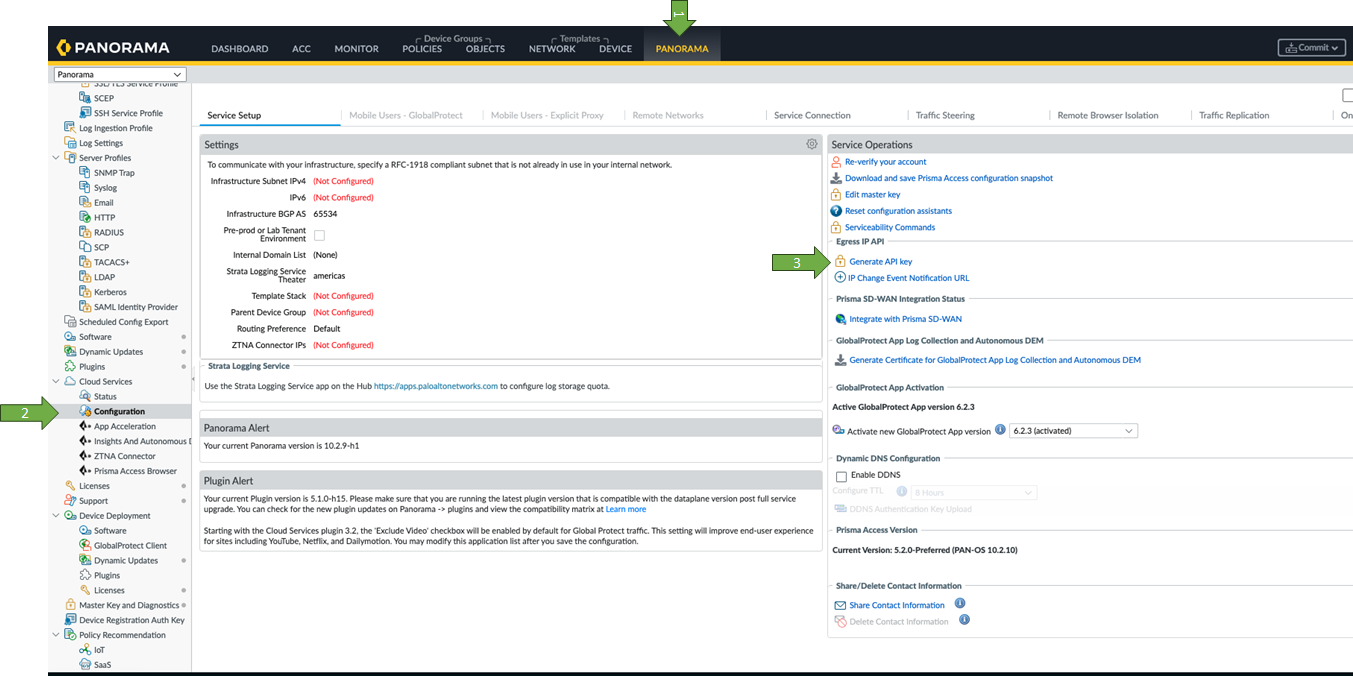 1
PANORAMA
DASHBOARD
ACC
MONITOR
Device Groups
POLICIES
OBJECTS
Templates
NETWORK
DEVICE
PANORAMA
Commit
Panorama
SSL/TLS Service Profile
SCEP
SSH Service Profile
Log Ingestion Profile
Log Settings
Server Profiles
SNMP Trap
Syslog
Email
HTTP
RADIUS
SCP
TACACS+
LDAP
Kerberos
SAML Identity Provider
Scheduled Config Export
Software
Dynamic Updates
Plugins
Cloud Services
Status
2
Configuration
App Acceleration
Insights And Autonomous D
ZTNA Connector
Prisma Access Browser
Licenses
Support
Device Deployment
Software
GlobalProtect Client
Dynamic Updates
Plugins
Licenses
Master Key and Diagnostics
Device Registration Auth Key
Policy Recommendation
IoT
SaaS
Service Setup
Mobile Users - GlobalProtect
Mobile Users - Explicit Proxy
Remote Networks
Service Connection
Traffic Steering
Remote Browser Isolation
Traffic Replication
On
Settings
To communicate with your infrastructure, specify a RFC-1918 compliant subnet that is not already in use in your internal network.
Infrastructure Subnet IPv4 (Not Configured)
IPv6 (Not Configured)
Infrastructure BGP AS 65534
Pre-prod or Lab Tenant
Environment
Internal Domain List (None)
Strata Logging Service
Theater americas
Template Stack (Not Configured)
Parent Device Group (Not Configured)
Routing Preference Default
ZTNA Connector IPs (Not Configured)
Strata Logging Service
Use the Strata Logging Service app on the Hub https://apps.paloaltonetworks.com to configure log storage quota.
Panorama Alert
Your current Panorama version is 10.2.9-h1
Plugin Alert
Your current Plugin version is 5.1.0-h15. Please make sure that you are running the latest plugin version that is compatible with the dataplane version post full service
upgrade. You can check for the new plugin updates on Panorama -> plugins and view the compatibility matrix at Learn more
Starting with the Cloud Services plugin 3.2, the 'Exclude Video' checkbox will be enabled by default for Global Protect traffic. This setting will improve end-user experience
for sites including YouTube, Netflix, and Dailymotion. You may modify this application list after you save the configuration.
Service Operations
Re-verify your account
Download and save Prisma Access configuration snapshot
Edit master key
Reset configuration assistants
Serviceability Commands
Egress IP API
3
Generate API key
IP Change Event Notification URL
Prisma SD-WAN Integration Status
Integrate with Prisma SD-WAN
GlobalProtect App Log Collection and Autonomous DEM
Generate Certificate for GlobalProtect App Log Collection and Autonomous DEM
GlobalProtect App Activation
Active GlobalProtect App version 6.2.3
Activate new GlobalProtect App version 6.2.3 (activated)
Dynamic DNS Configuration
Enable DDNS
Configure TTL 8 Hours
DDNS Authentication Key Upload
Prisma Access Version
Current Version: 5.2.0-Preferred (PAN-OS 10.2.10)
Share/Delete Contact Information
Share Contact Information
Delete Contact Information